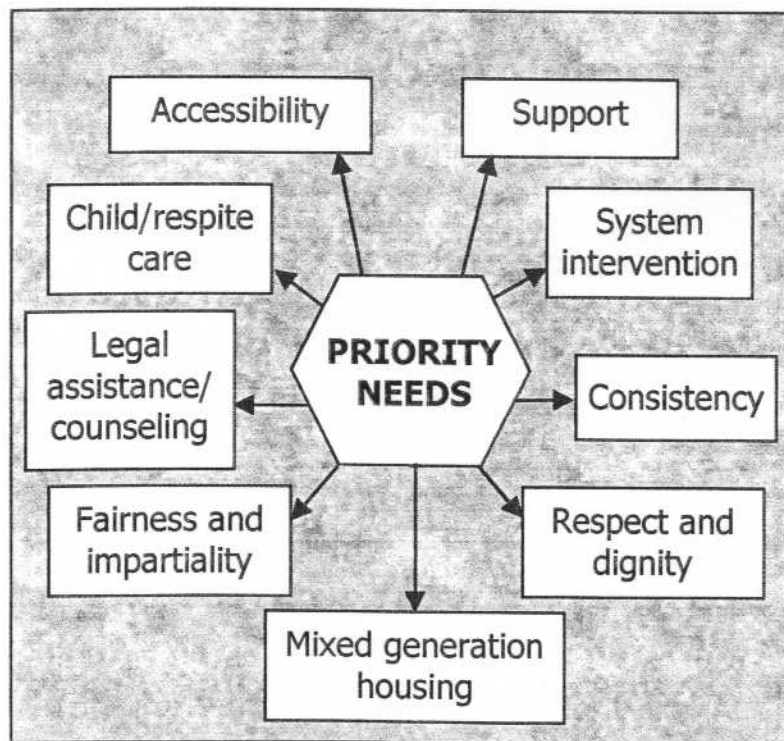 Accessibility
Support
Child/respite
care
System
intervention
Legal
assistance/
counseling
PRIORITY
NEEDS
Consistency
Fairness and
impartiality
Respect and
dignity
Mixed generation
housing